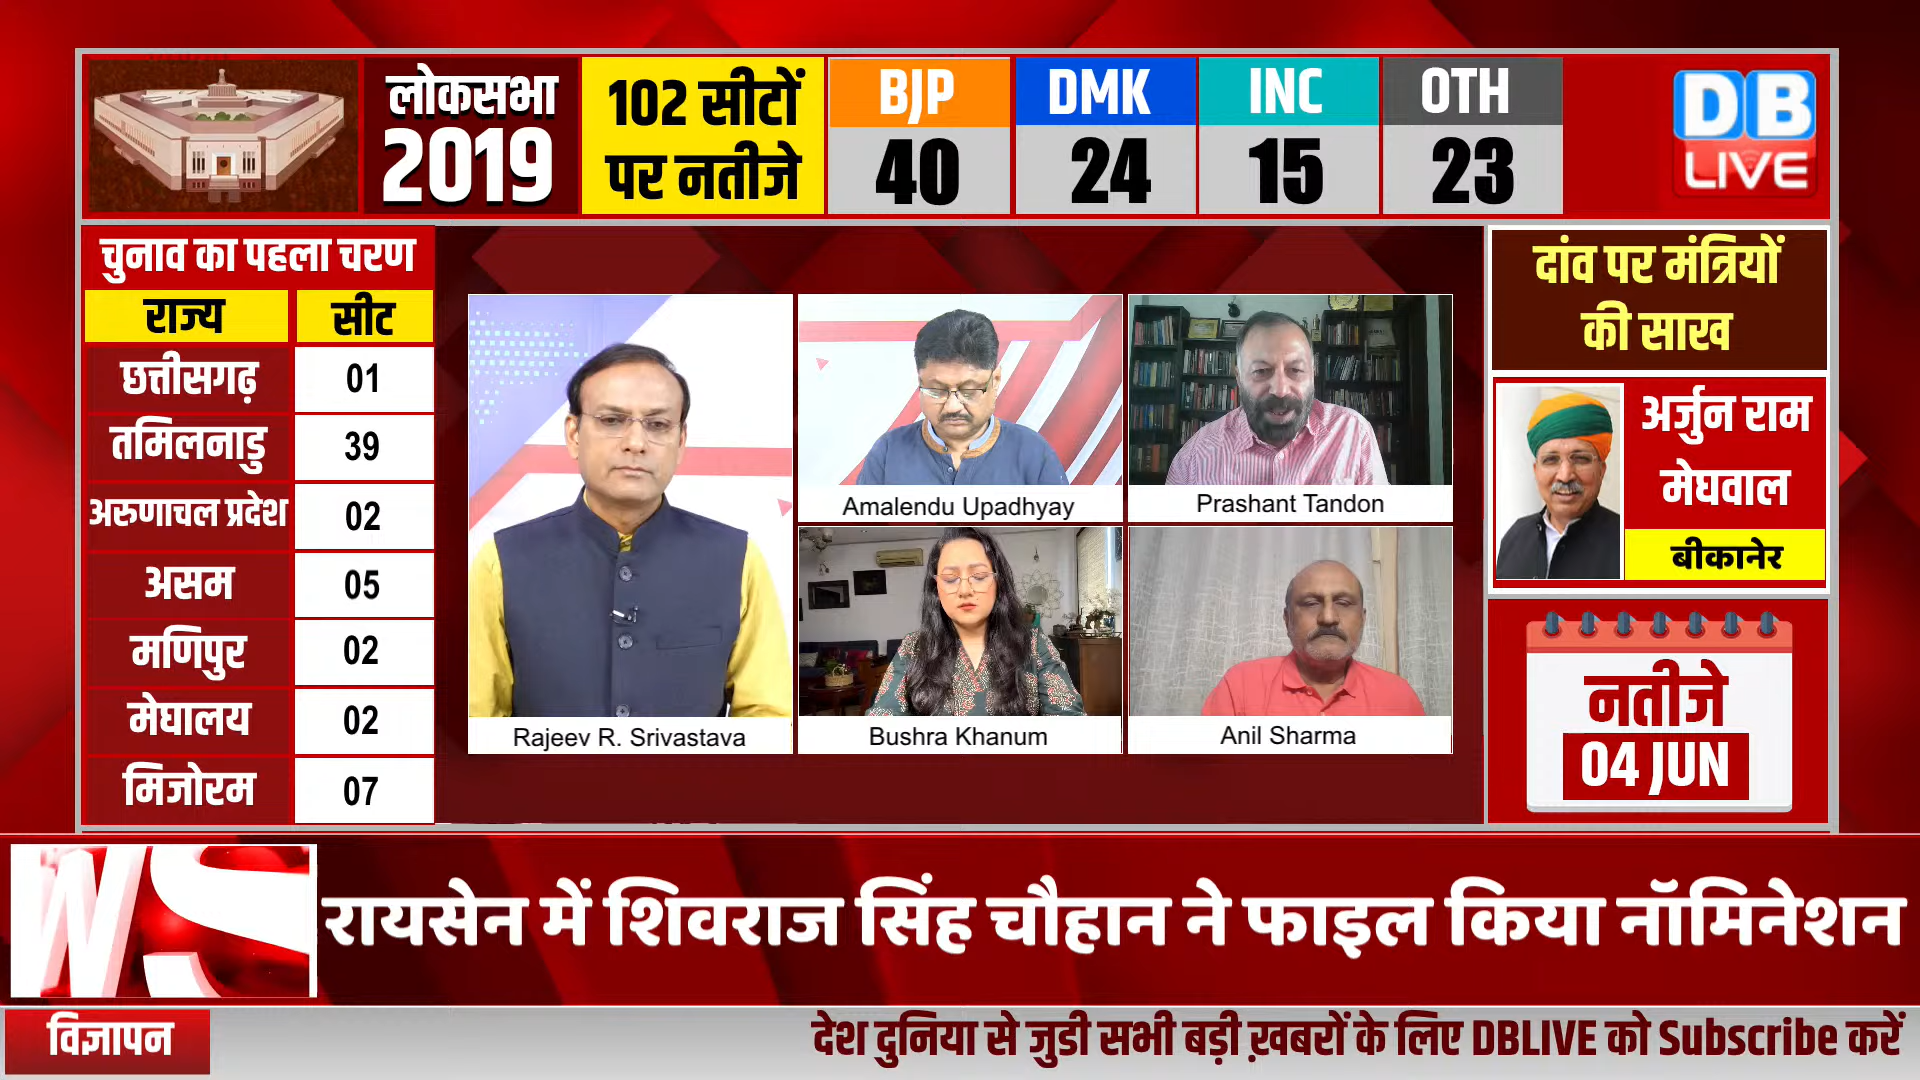 लोकसभा
2019
102 सीटों
पर नतीजे
BJP
40
DMK
24
INC
15
OTH
23
DB
LIVE
चुनाव का पहला चरण
राज्य सीट
छत्तीसगढ़ 01
तमिलनाडु 39
अरुणाचल प्रदेश 02
असम 05
मणिपुर 02
मेघालय 02
मिजोरम 07
Rajeev R. Srivastava
Amalendu Upadhyay
Prashant Tandon
Bushra Khanum
Anil Sharma
दांव पर मंत्रियों
की साख
अर्जुन राम
मेघवाल
बीकानेर
नतीजे
04 JUN
रायसेन में शिवराज सिंह चौहान ने फाइल किया नॉमिनेशन
विज्ञापन
देश दुनिया से जुडी सभी बड़ी ख़बरों के लिए DBLIVE को Subscribe करें